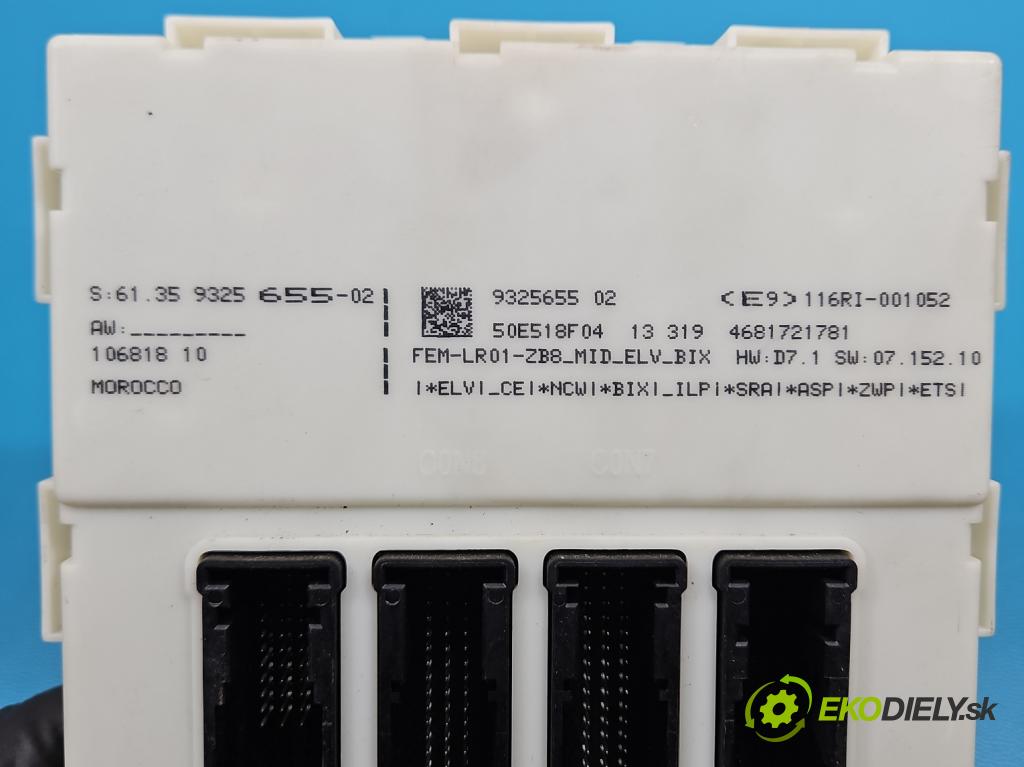 S:61.35 9325 655-02
AW:_________
106818 10
MOROCCO
9325655 02
<E9>116RI-001052
50E518F04 13 319 4681721781
FEM-LR01-ZB8_MID_ELV_BIX HW:D7.1 SW:07.152.10
|*ELV|_CE|*NCW|*BIX|_ILP|*SRA|*ASP|*ZWP|*ETS|
CON7
EKODIELY.sk